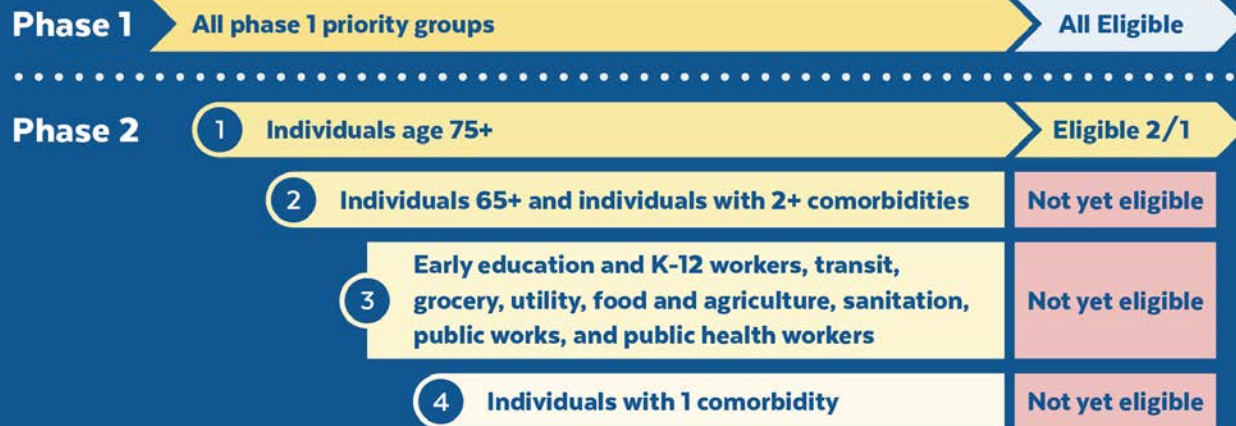 Phase 1
All phase 1 priority groups
All Eligible
Phase 2
1
Individuals age 75+
Eligible 2/1
2
Individuals 65+ and individuals with 2+ comorbidities
Not yet eligible
3
Early education and K-12 workers, transit,
grocery, utility, food and agriculture, sanitation,
public works, and public health workers
Not yet eligible
4
Individuals with 1 comorbidity
Not yet eligible